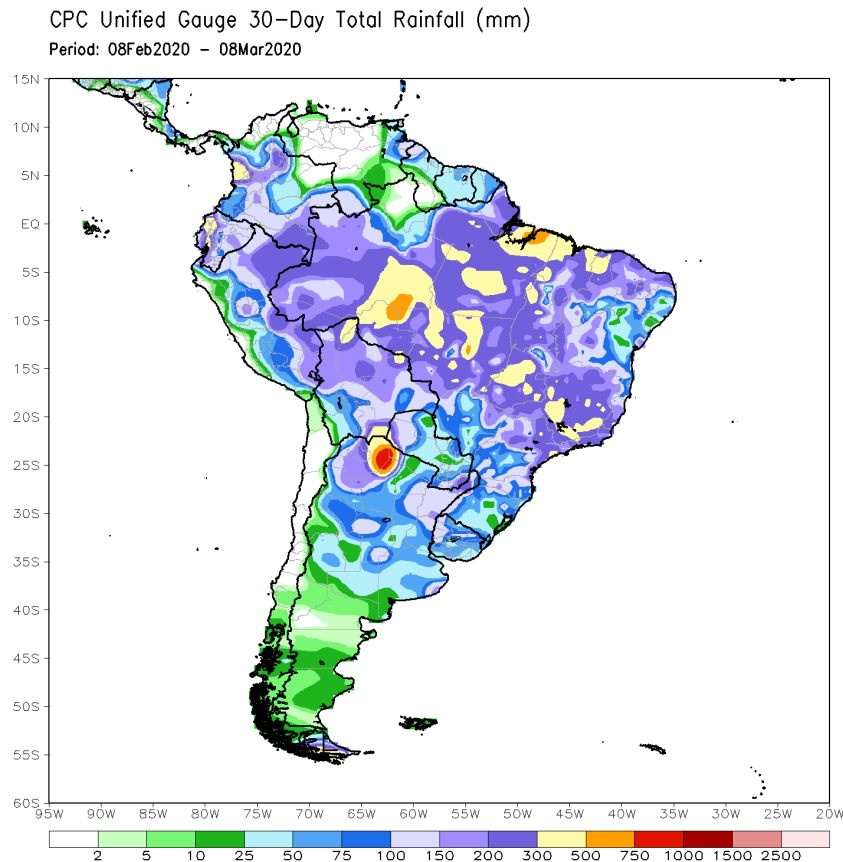 CPC Unified Gauge 30-Day Total Rainfall (mm)
Period: 08Feb2020 - 08Mar2020
15N
10N
5N
EQ
5S
10S
15S
20S
25S
30S
35S
40S
45S
50S
55S
60S
95W 90W 85W 80W 75W 70W 65W 60W 55W 50W 45W 40W 35W 30W 25W 20W
2 5 10 25 50 75 100 150 200 300 500 750 1000 1500 2500